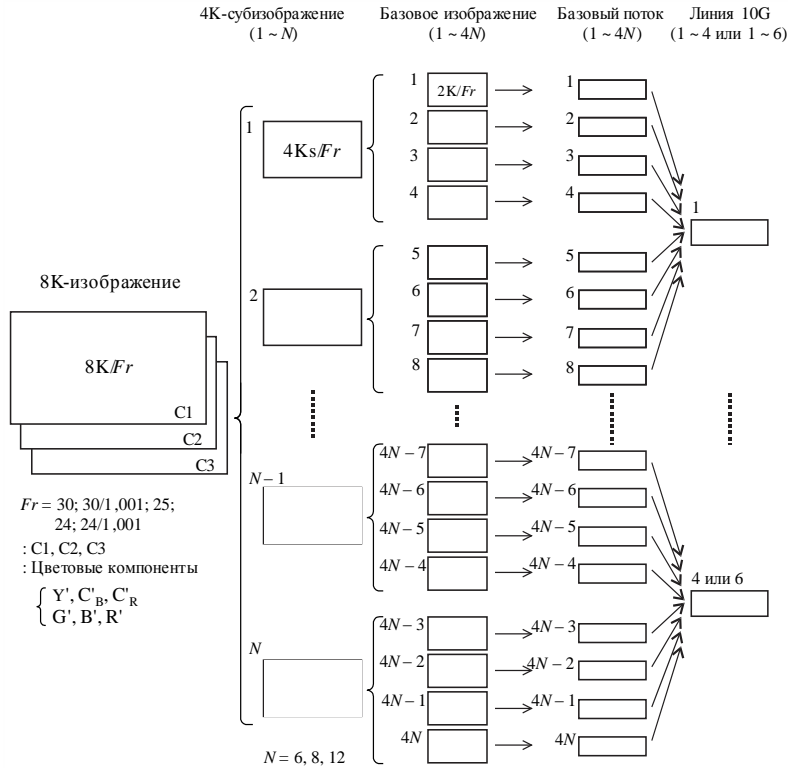 4K-субизображение
(1 ~ N)
Базовое изображение
(1 ~ 4N)
Базовый поток
(1 ~ 4N)
Линия 10G
(1 ~ 4 или 1 ~ 6)
8K-изображение
8K/Fr
C1
C2
C3
Fr = 30; 30/1,001; 25;
24; 24/1,001
: C1, C2, C3
: Цветовые компоненты
Y', C'B, C'R
G', B', R'
1
4Ks/Fr
2
N – 1
N
N = 6, 8, 12
1
2K/Fr
2
3
4
5
6
7
8
4N – 7
4N – 6
4N – 5
4N – 4
4N – 3
4N – 2
4N – 1
4N
1
2
3
4
5
6
7
8
4N – 7
4N – 6
4N – 5
4N – 4
4N – 3
4N – 2
4N – 1
4N
1
4 или 6